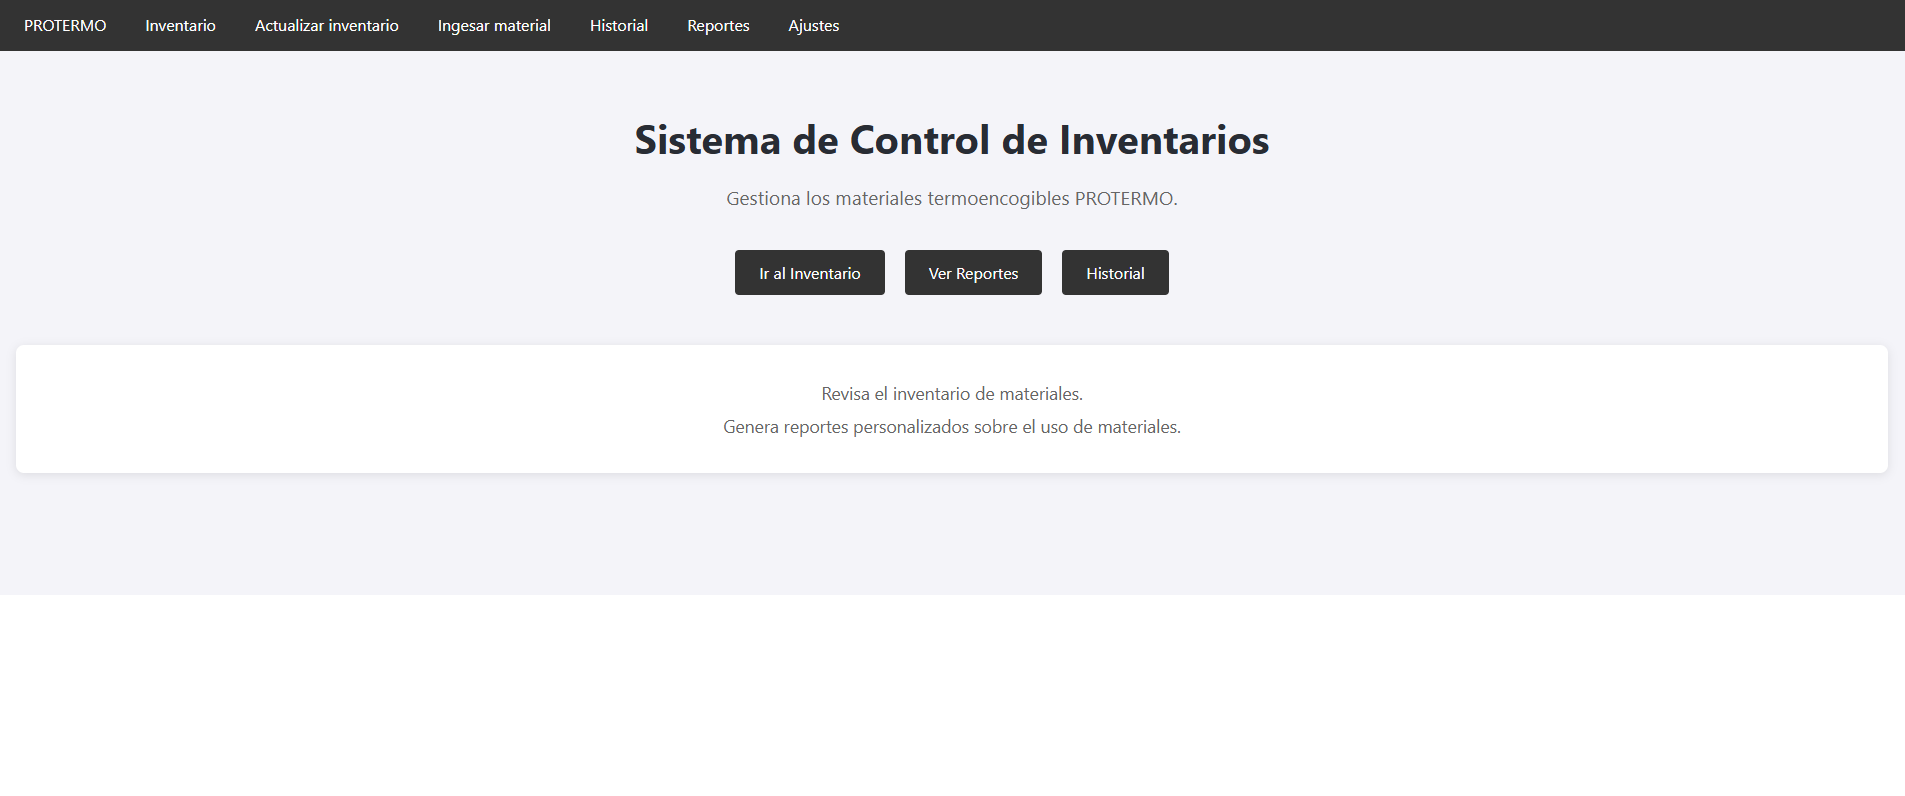 PROTERMO Inventario Actualizar inventario Ingesar material Historial Reportes Ajustes
Sistema de Control de Inventarios
Gestiona los materiales termoencogibles PROTERMO.
Ir al Inventario Ver Reportes Historial
Revisa el inventario de materiales.
Genera reportes personalizados sobre el uso de materiales.